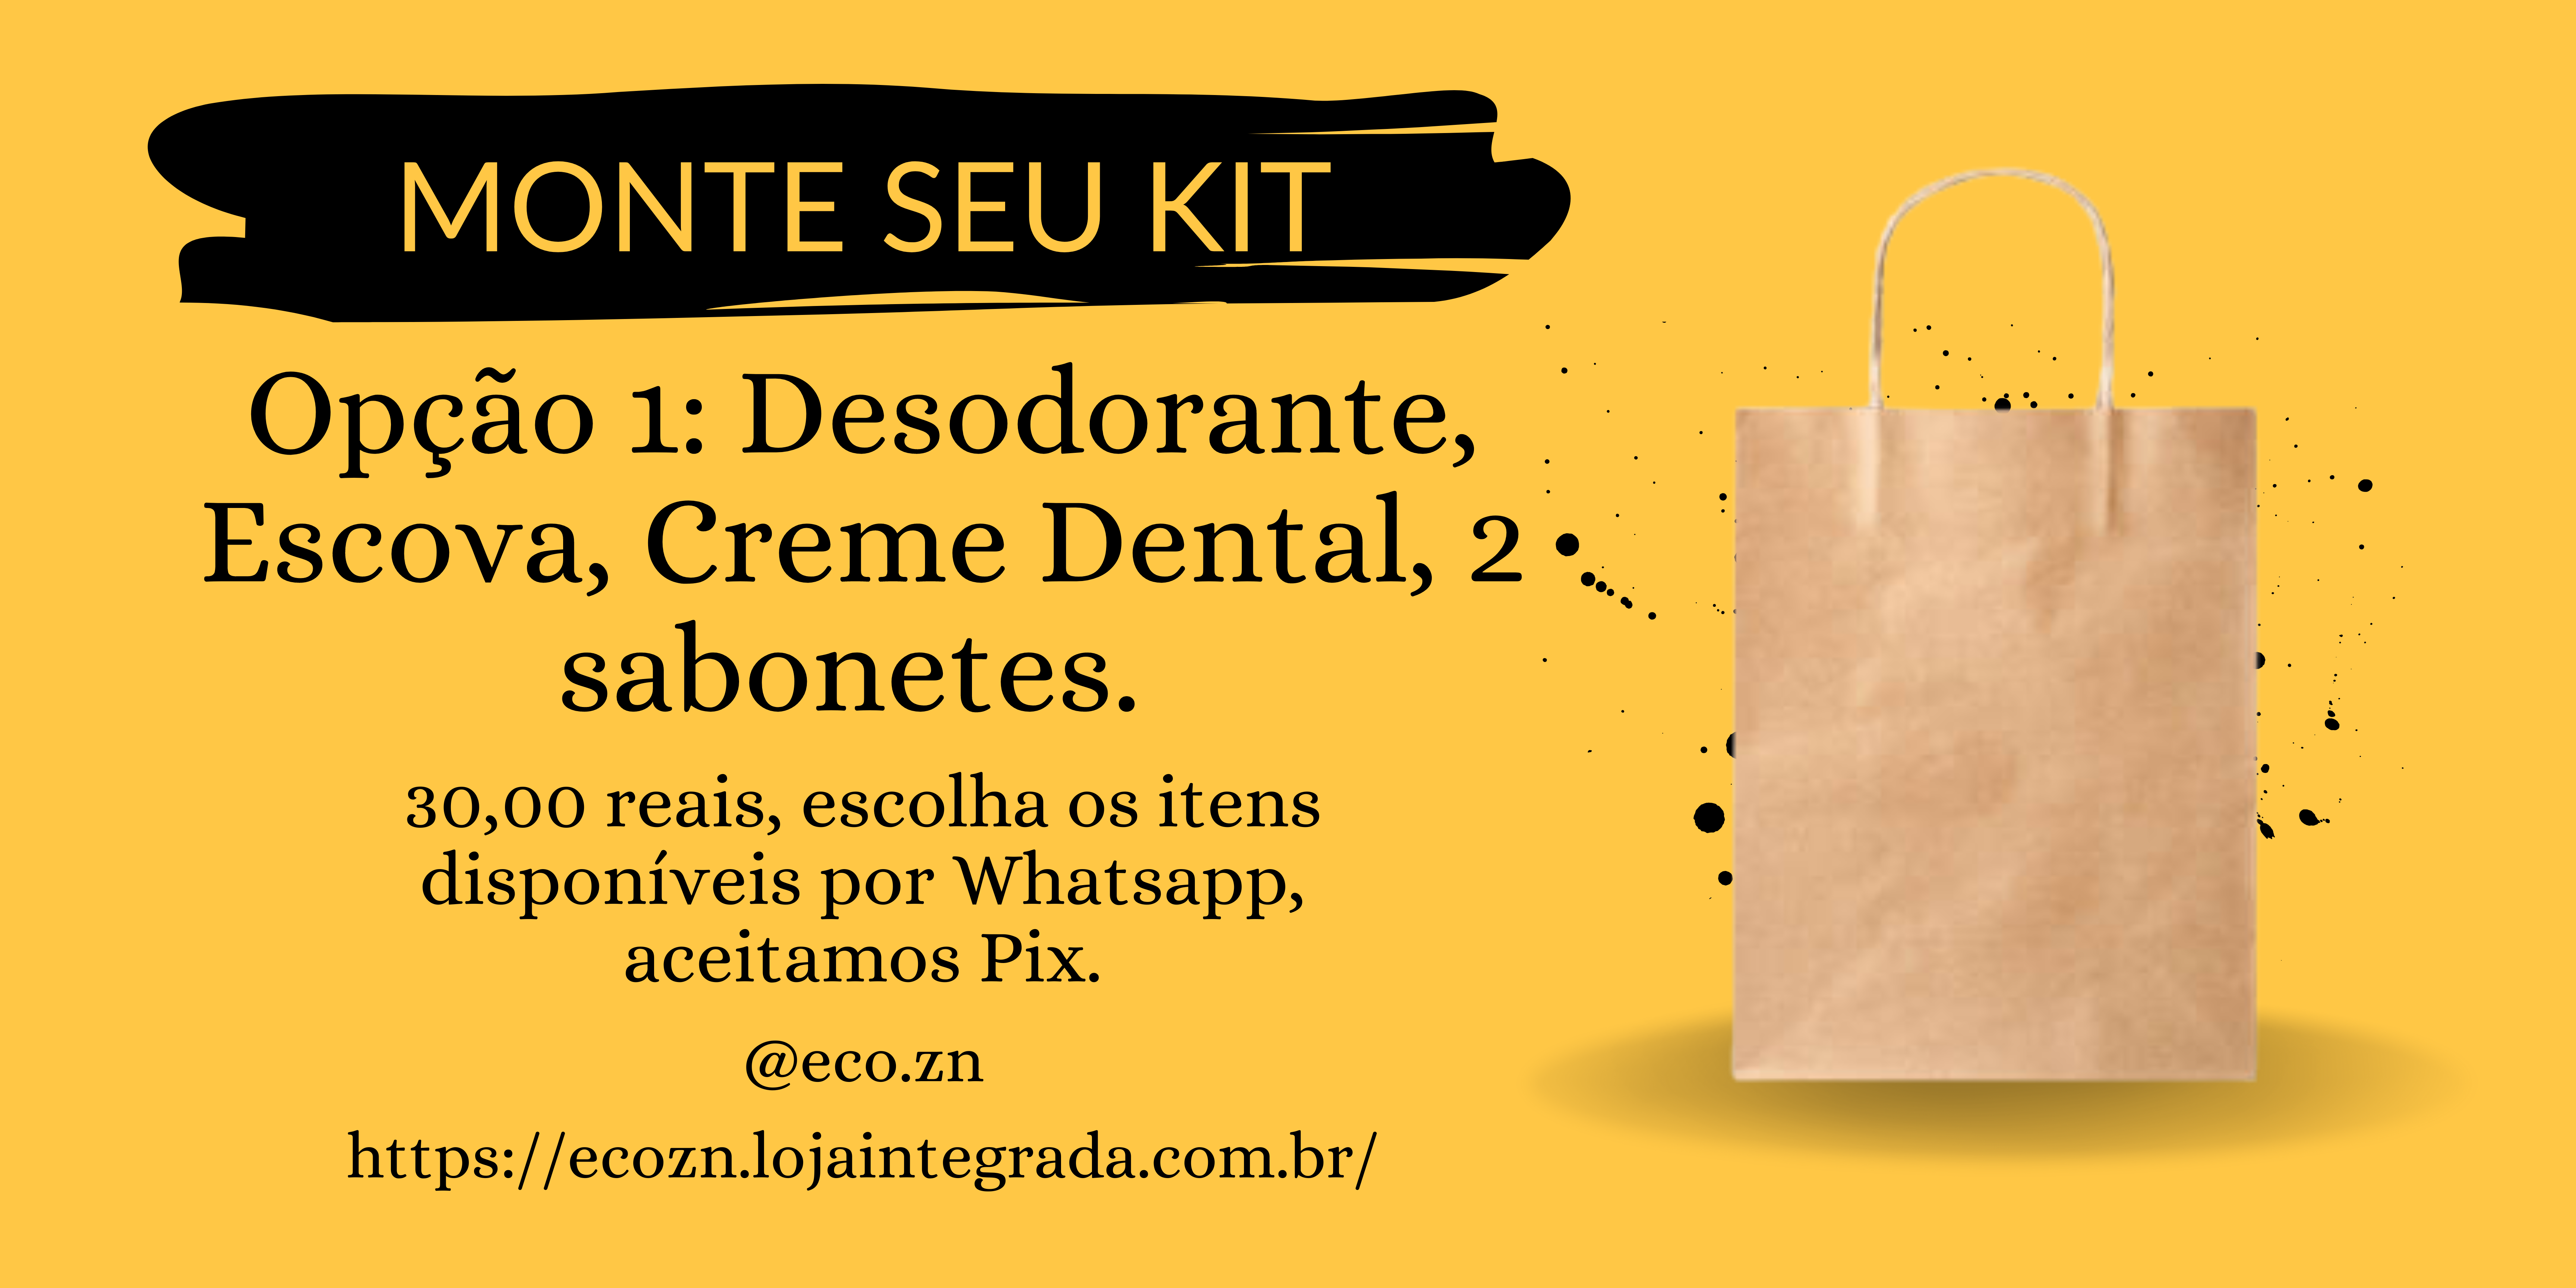 MONTE SEU KIT
Opção 1: Desodorante,
Escova, Creme Dental, 2
sabonetes.
30,00 reais, escolha os itens
disponíveis por Whatsapp,
aceitamos Pix.
@eco.zn
https://ecozn.lojaintegrada.com.br/